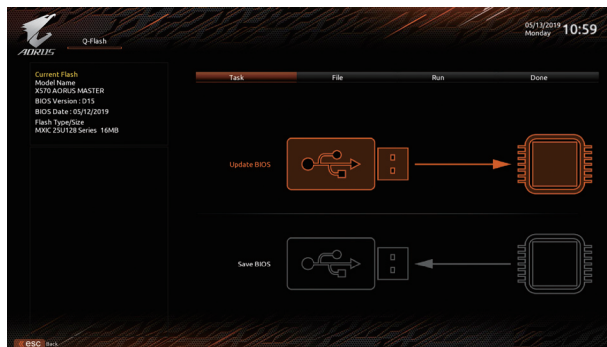 05/13/2019 10:59
Monday
Q-Flash
AORUS
Current Flash
Model Name
X570 AORUS MASTER
BIOS Version : D15
BIOS Date : 05/12/2019
Flash Type/Size
MXIC 25U128 Series 16MB
Task File Run Done
Update BIOS
Save BIOS
esc Back